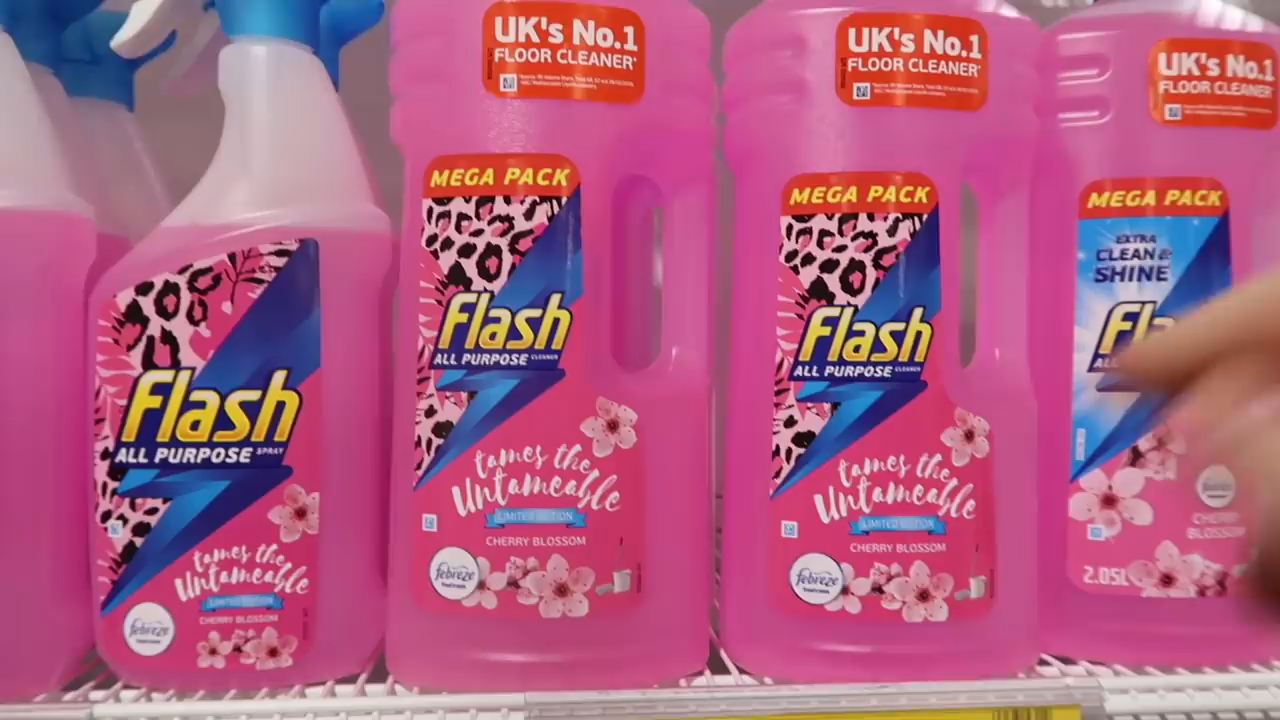 Flash
ALL PURPOSE SPRAY
tames the
Untameable
LIMITED EDITION
CHERRY BLOSSOM
febreze
UK's No.1
FLOOR CLEANER*
MEGA PACK
Flash
ALL PURPOSE CLEANER
tames the
Untameable
LIMITED EDITION
CHERRY BLOSSOM
febreze
UK's No.1
FLOOR CLEANER*
MEGA PACK
Flash
ALL PURPOSE CLEANER
tames the
Untameable
LIMITED EDITION
CHERRY BLOSSOM
febreze
UK's No.1
FLOOR CLEANER*
MEGA PACK
EXTRA
CLEAN &
SHINE
Fla
CHERRY
BLOSSOM
2.05L